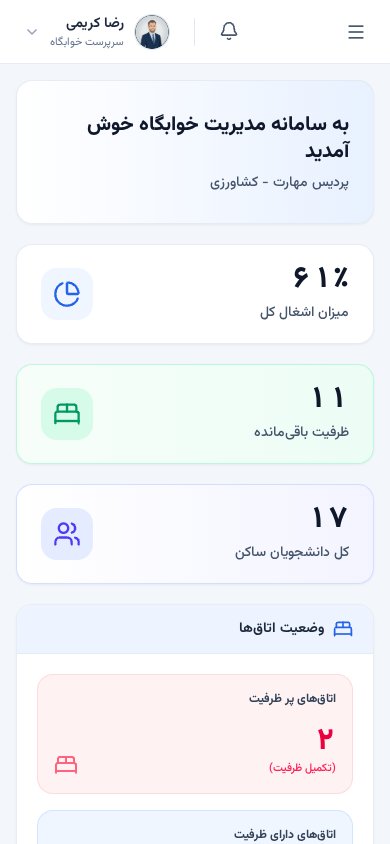 رضا کریمی
سرپرست خوابگاه
به سامانه مدیریت خوابگاه خوش
آمدید
پردیس مهارت - کشاورزی
۶۱٪
میزان اشغال کل
۱۱
ظرفیت باقی‌مانده
۱۷
کل دانشجویان ساکن
وضعیت اتاق‌ها
اتاق‌های پر ظرفیت
۲
(تکمیل ظرفیت)
اتاق‌های دارای ظرفیت